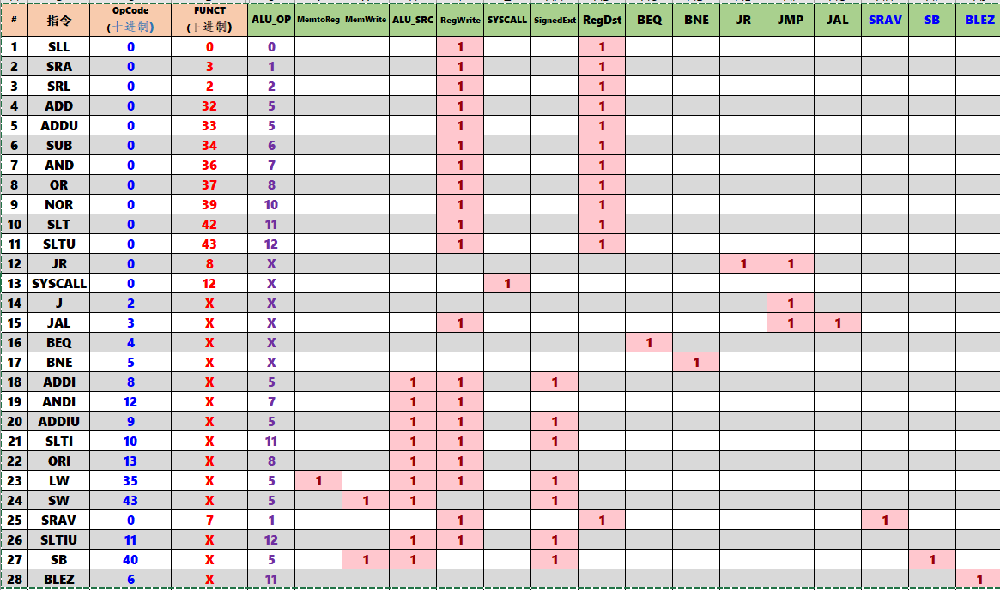 # 指令 OpCode (十进制) FUNCT (十进制) ALU_OP MemtoReg MemWrite ALU_SRC RegWrite SYSCALL SignedExt RegDst BEQ BNE JR JMP JAL SRAV SB BLEZ
1 SLL 0 0 0 1 1
2 SRA 0 3 1 1 1
3 SRL 0 2 2 1 1
4 ADD 0 32 5 1 1
5 ADDU 0 33 5 1 1
6 SUB 0 34 6 1 1
7 AND 0 36 7 1 1
8 OR 0 37 8 1 1
9 NOR 0 39 10 1 1
10 SLT 0 42 11 1 1
11 SLTU 0 43 12 1 1
12 JR 0 8 X 1 1
13 SYSCALL 0 12 X 1
14 J 2 X X 1
15 JAL 3 X X 1 1 1
16 BEQ 4 X X 1
17 BNE 5 X X 1
18 ADDI 8 X 5 1 1 1
19 ANDI 12 X 7 1 1
20 ADDIU 9 X 5 1 1 1
21 SLTI 10 X 11 1 1 1
22 ORI 13 X 8 1 1
23 LW 35 X 5 1 1 1 1
24 SW 43 X 5 1 1 1
25 SRAV 0 7 1 1 1 1
26 SLTIU 11 X 12 1 1 1
27 SB 40 X 5 1 1 1 1
28 BLEZ 6 X 11 1